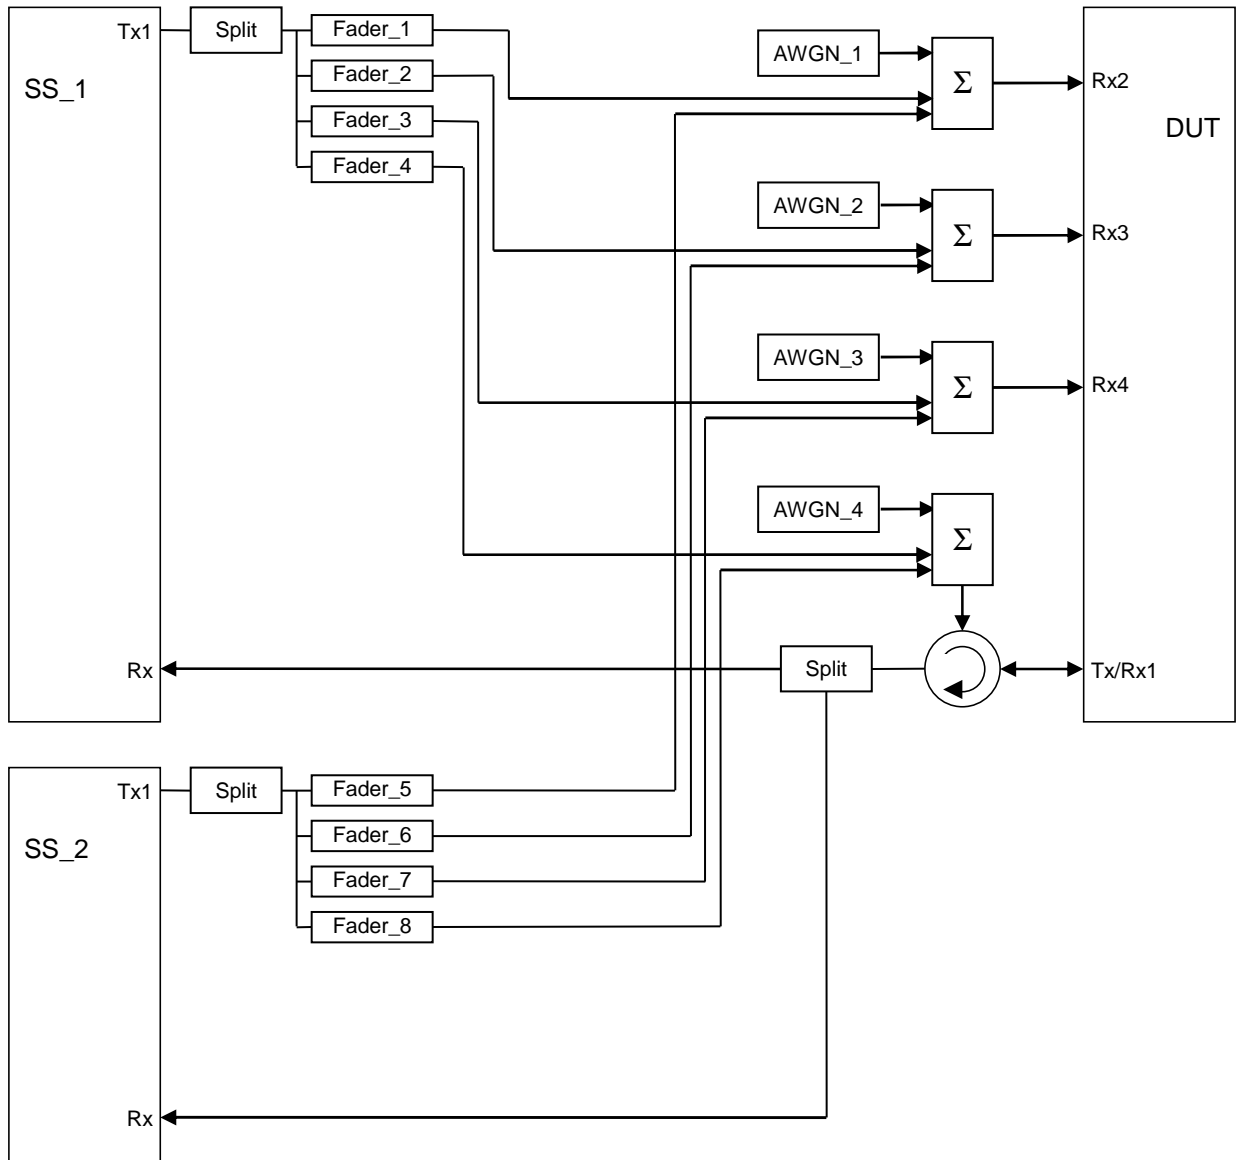 SS_1
Tx1
Split
Fader_1
Fader_2
Fader_3
Fader_4
AWGN_1
Σ
Rx2
DUT
AWGN_2
Σ
Rx3
AWGN_3
Σ
Rx4
AWGN_4
Σ
Rx
Split
Tx/Rx1
SS_2
Tx1
Split
Fader_5
Fader_6
Fader_7
Fader_8
Rx